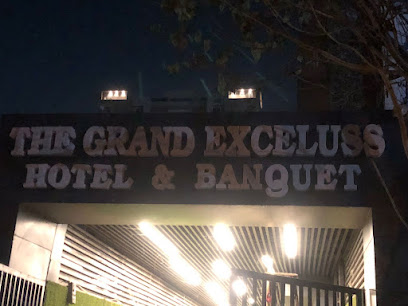 THE GRAND EXCELUSS
HOTEL & BANQUET